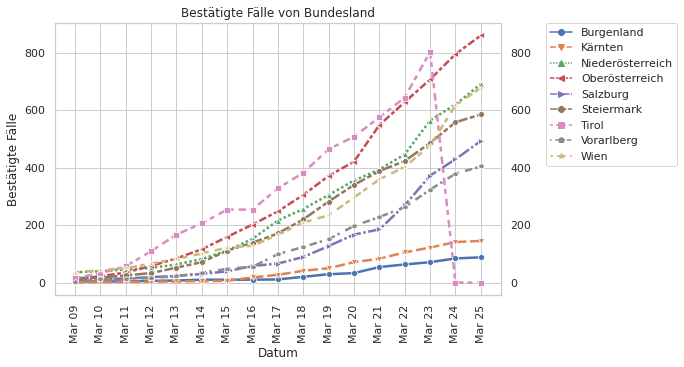 Bestätigte Fälle von Bundesland
Bestätigte Fälle
800
600
400
200
0
800
600
400
200
0
Mar 09
Mar 10
Mar 11
Mar 12
Mar 13
Mar 14
Mar 15
Mar 16
Mar 17
Mar 18
Mar 19
Mar 20
Mar 21
Mar 22
Mar 23
Mar 24
Mar 25
Datum
Burgenland
Kärnten
Niederösterreich
Oberösterreich
Salzburg
Steiermark
Tirol
Vorarlberg
Wien